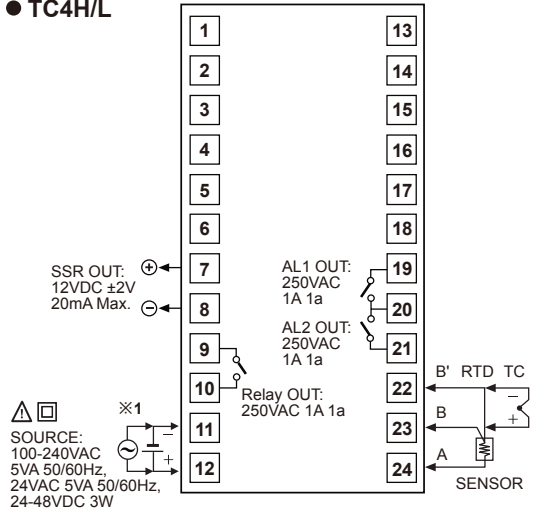 ● TC4H/L
1
13
2
14
3
15
4
16
5
17
6
18
SSR OUT:
12VDC ±2V
20mA Max.
+
−
7
8
AL1 OUT:
250VAC
1A 1a
19
20
AL2 OUT:
250VAC
1A 1a
21
9
10
Relay OUT:
250VAC 1A 1a
B' RTD TC
22
−
+
B
23
A
24
SENSOR
※1
11
−
+
12
SOURCE:
100-240VAC
5VA 50/60Hz,
24VAC 5VA 50/60Hz,
24-48VDC 3W